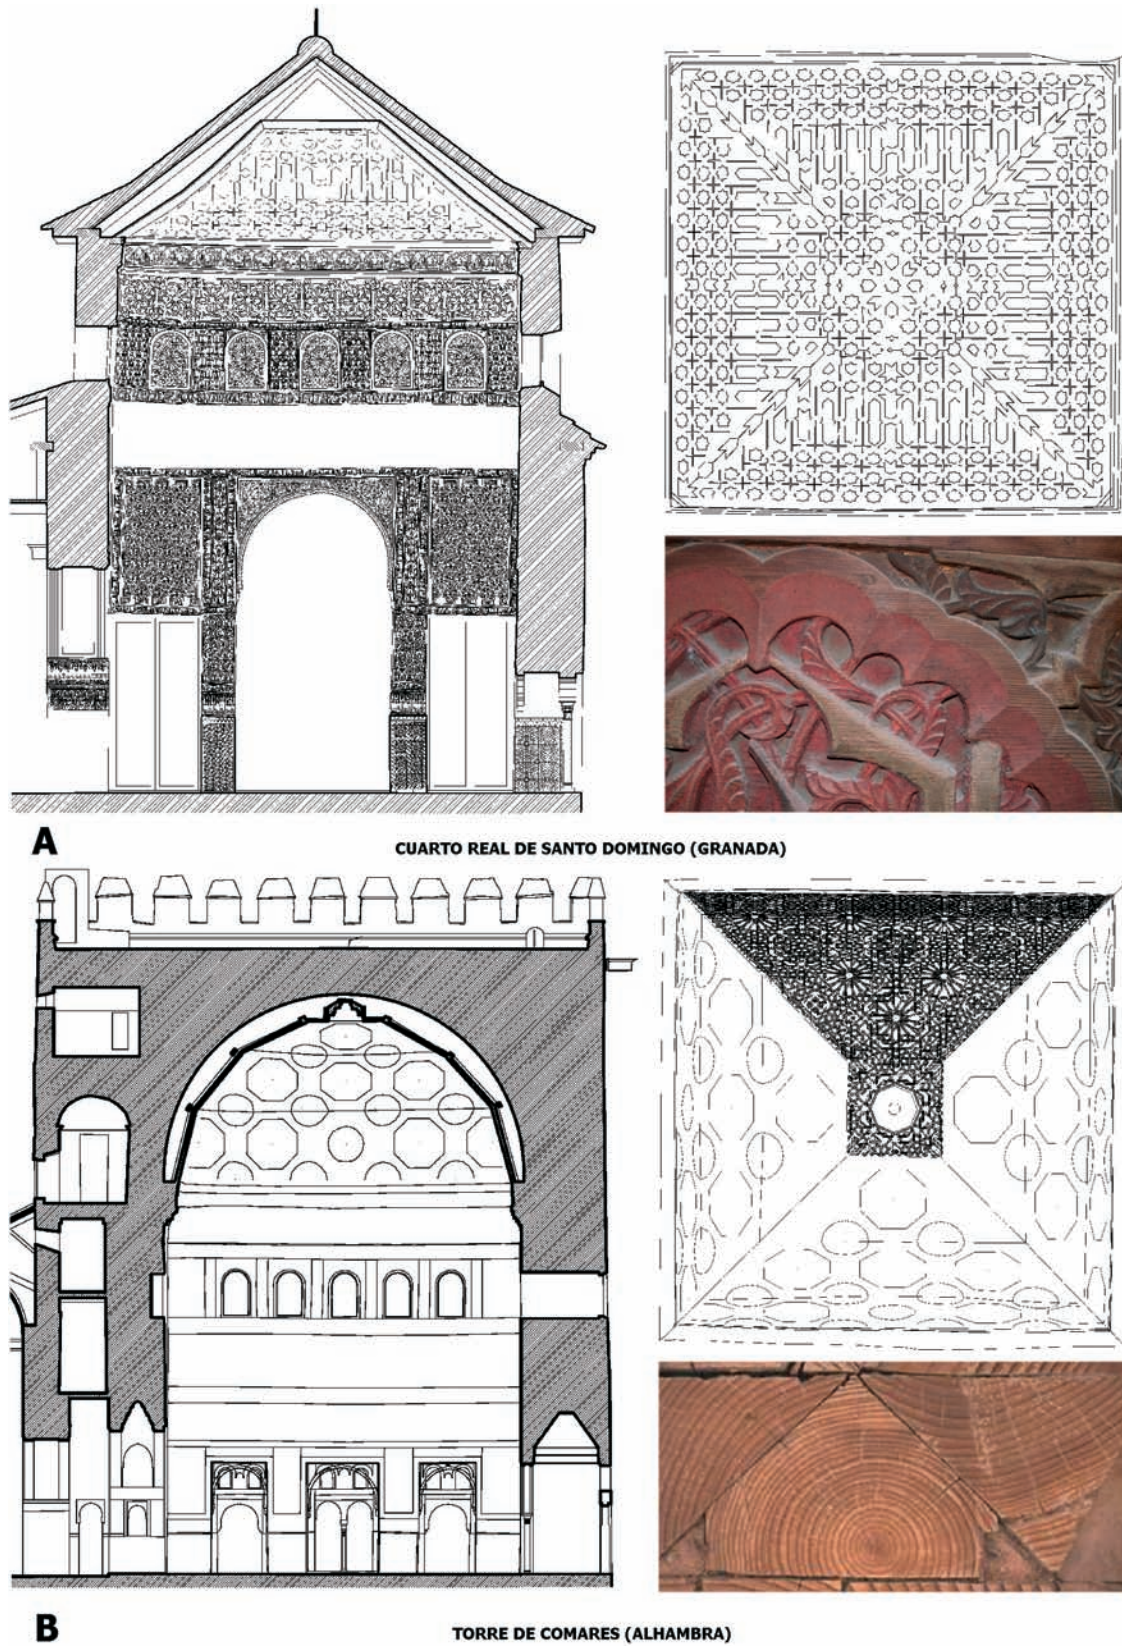 A
CUARTO REAL DE SANTO DOMINGO (GRANADA)
B
TORRE DE COMARES (ALHAMBRA)